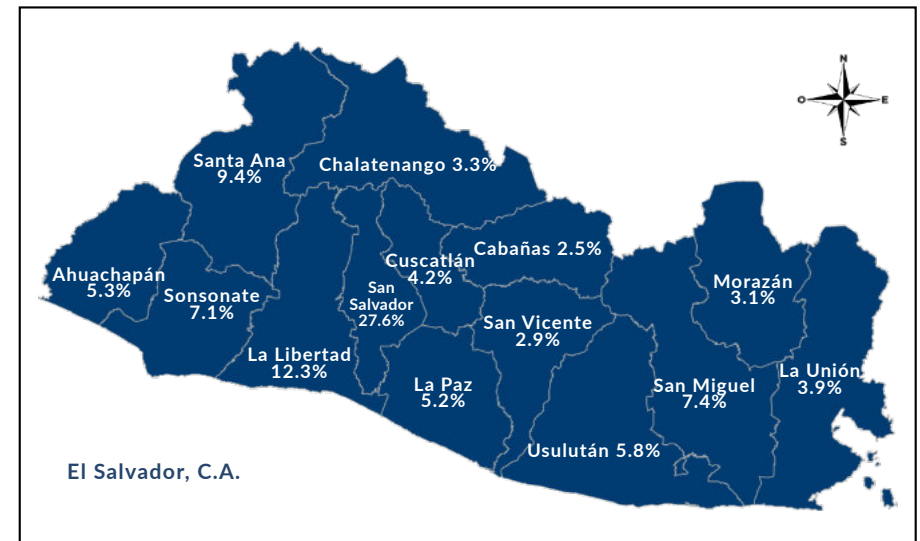 N
O
E
S
Santa Ana
9.4%
Chalatenango 3.3%
Ahuachapán
5.3%
Sonsonate
7.1%
La Libertad
12.3%
San
Salvador
27.6%
Cuscatlán
4.2%
Cabañas 2.5%
San Vicente
2.9%
La Paz
5.2%
Usulután 5.8%
San Miguel
7.4%
Morazán
3.1%
La Unión
3.9%
El Salvador, C.A.